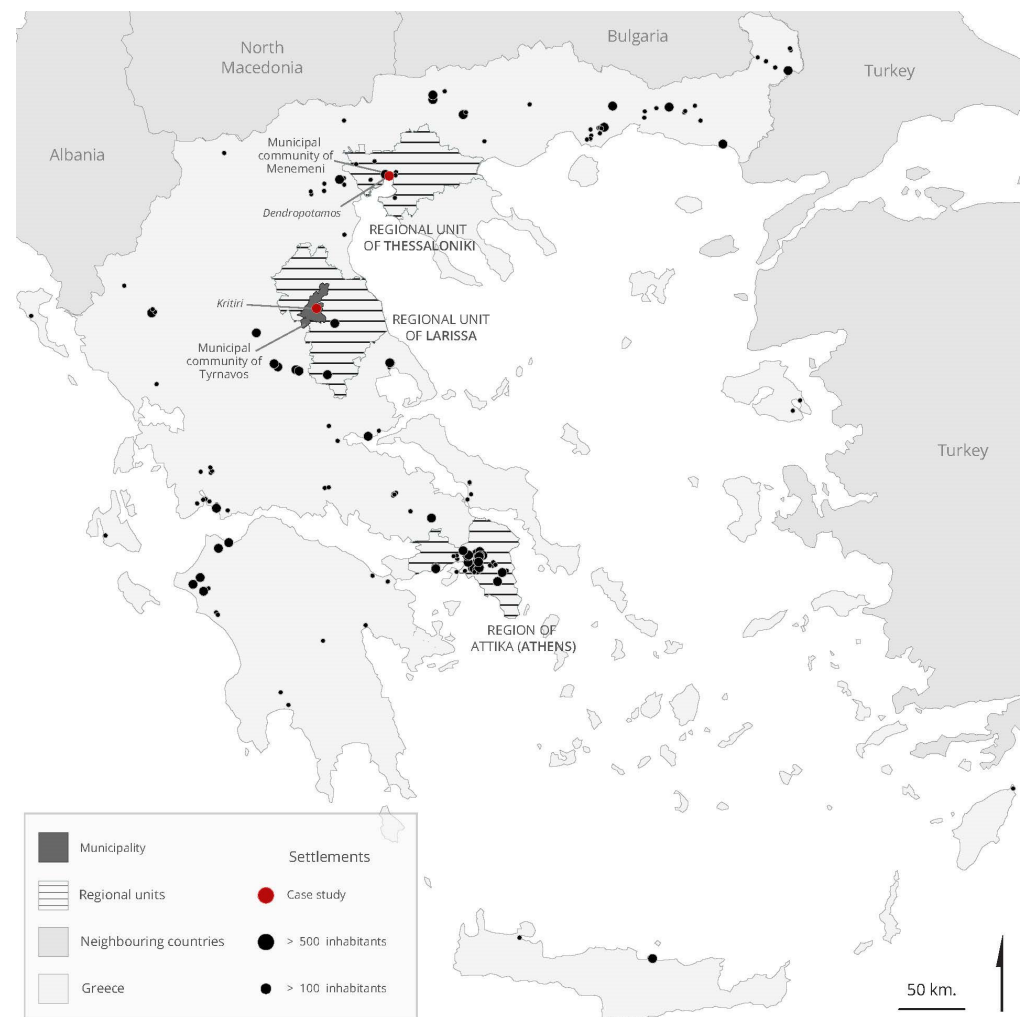 North
Macedonia
Bulgaria
Turkey
Albania
Municipal
community of
Menemeni
Dendropotamos
REGIONAL UNIT
OF THESSALONIKI
Kritiri
REGIONAL UNIT
OF LARISSA
Municipal
community of
Tyrnavos
Turkey
REGION OF
ATTIKA (ATHENS)
Municipality
Settlements
Regional units
Case study
Neighbouring countries
> 500 inhabitants
Greece
> 100 inhabitants
50 km.